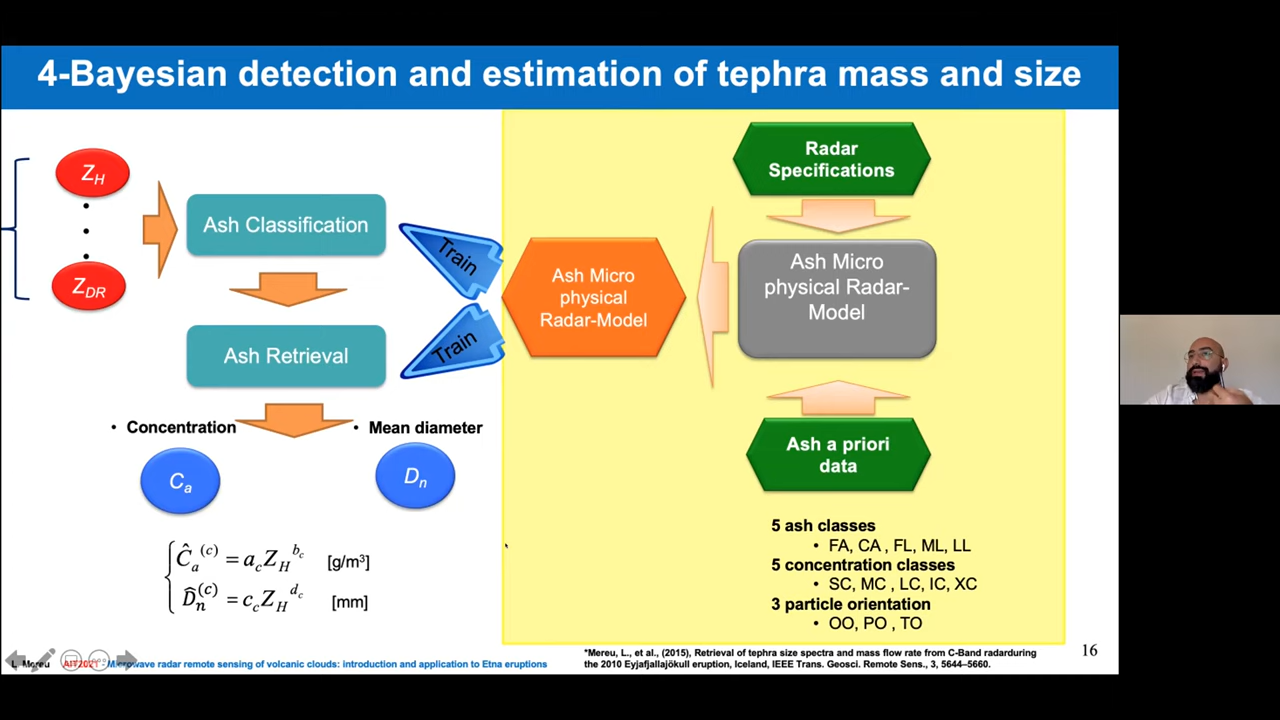 4-Bayesian detection and estimation of tephra mass and size
Z_H
Z_DR
Ash Classification
Ash Retrieval
Train
Train
Ash Micro
physical
Radar-Model
Radar
Specifications
Ash Micro
physical Radar-
Model
Ash a priori
data
• Concentration
• Mean diameter
C_a
D_n
Ĉ_a^(c) = a_c Z_H^b_c [g/m³]
D̂_n^(c) = c_c Z_H^d_c [mm]
5 ash classes
• FA, CA , FL, ML, LL
5 concentration classes
• SC, MC , LC, IC, XC
3 particle orientation
• OO, PO , TO
L. Mereu AIT2021 - Microwave radar remote sensing of volcanic clouds: introduction and application to Etna eruptions
*Mereu, L., et al., (2015), Retrieval of tephra size spectra and mass flow rate from C-Band radarduring
the 2010 Eyjafjallajökull eruption, Iceland, IEEE Trans. Geosci. Remote Sens., 3, 5644–5660.
16